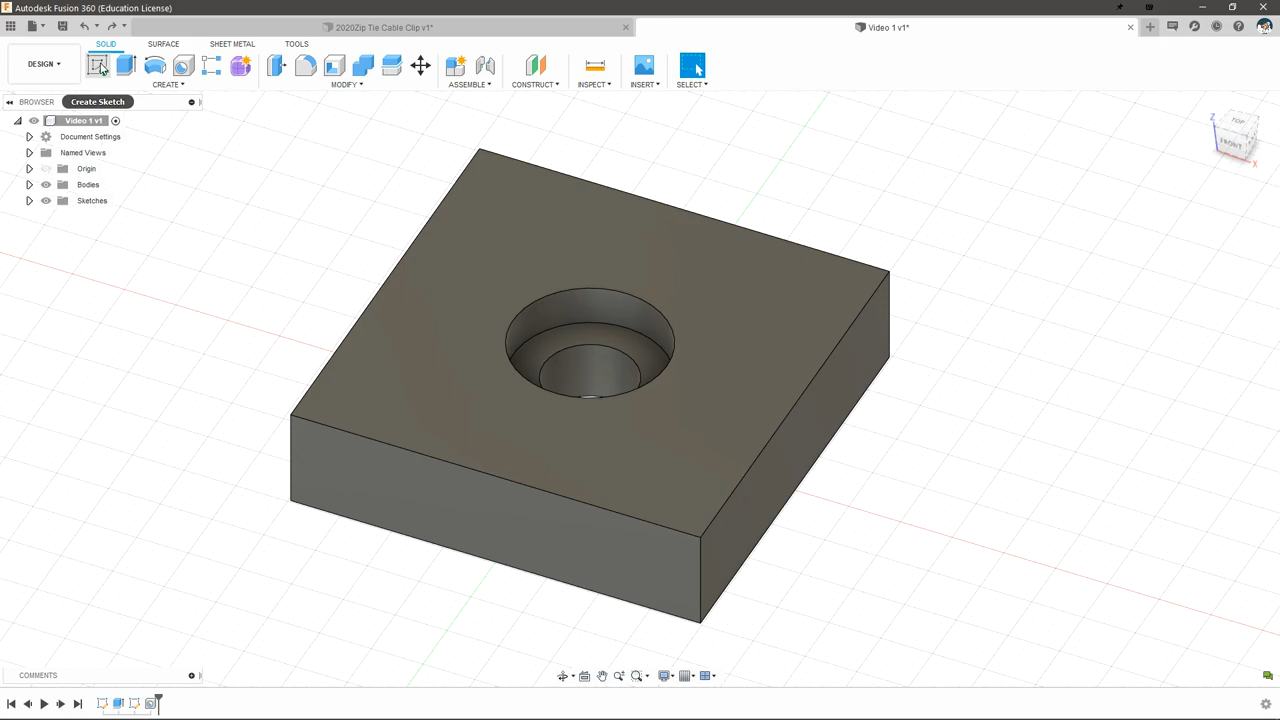 Autodesk Fusion 360 (Education License)
2020Zip Tie Cable Clip v1*
Video 1 v1*
DESIGN
SOLID
SURFACE
SHEET METAL
TOOLS
CREATE
MODIFY
ASSEMBLE
CONSTRUCT
INSPECT
INSERT
SELECT
BROWSER
Create Sketch
Video 1 v1
Document Settings
Named Views
Origin
Bodies
Sketches
Z
TOP
FRONT
X
COMMENTS